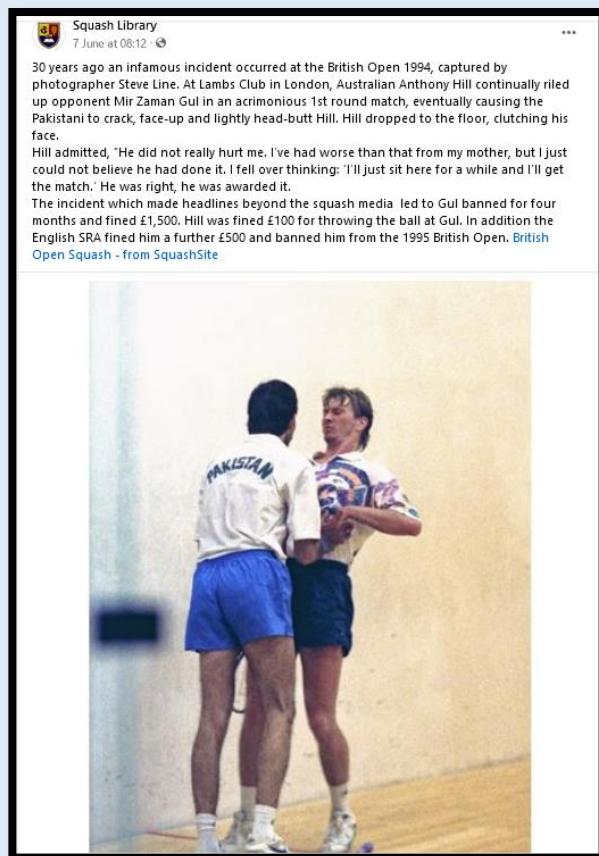 Squash Library
7 June at 08:12 ·
30 years ago an infamous incident occurred at the British Open 1994, captured by
photographer Steve Line. At Lambs Club in London, Australian Anthony Hill continually riled
up opponent Mir Zaman Gul in an acrimonious 1st round match, eventually causing the
Pakistani to crack, face-up and lightly head-butt Hill. Hill dropped to the floor, clutching his
face.
Hill admitted, "He did not really hurt me. I've had worse than that from my mother, but I just
could not believe he had done it. I fell over thinking: 'I'll just sit here for a while and I'll get
the match.' He was right, he was awarded it.
The incident which made headlines beyond the squash media led to Gul banned for four
months and fined £1,500. Hill was fined £100 for throwing the ball at Gul. In addition the
English SRA fined him a further £500 and banned him from the 1995 British Open. British
Open Squash - from SquashSite
PAKISTAN